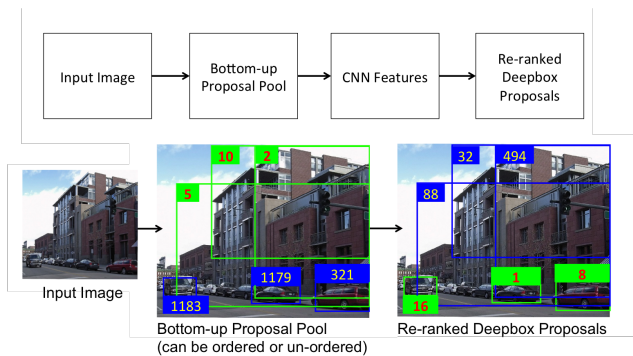 Input Image
Bottom-up
Proposal Pool
CNN Features
Re-ranked
Deepbox
Proposals
10
2
5
1179
321
1183
32
494
88
1
8
16
Input Image
Bottom-up Proposal Pool
(can be ordered or un-ordered)
Re-ranked Deepbox Proposals